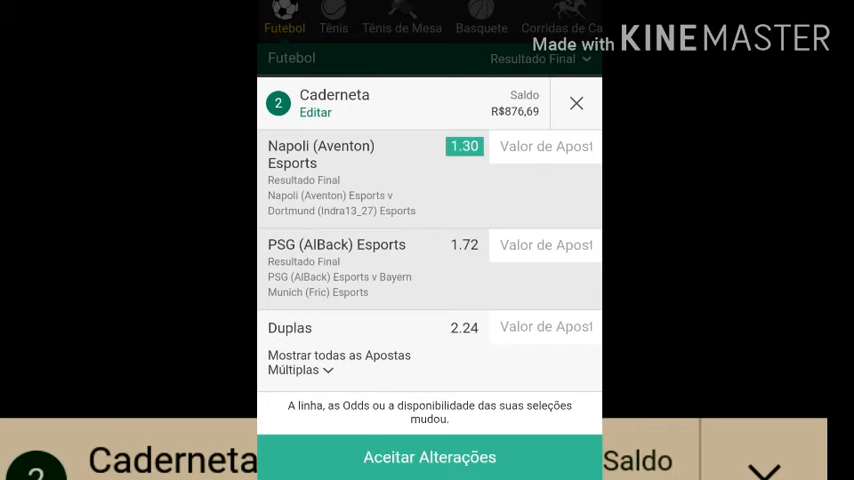 Futebol Tênis Tênis de Mesa Basquete Corridas de Ca
Made with KINEMASTER
Futebol Resultado Final
2 Caderneta Saldo
Editar R$876,69
Napoli (Aventon) 1.30 Valor de Apost
Esports
Resultado Final
Napoli (Aventon) Esports v
Dortmund (Indra13_27) Esports
PSG (AlBack) Esports 1.72 Valor de Apost
Resultado Final
PSG (AlBack) Esports v Bayern
Munich (Fric) Esports
Duplas 2.24 Valor de Apost
Mostrar todas as Apostas
Múltiplas
A linha, as Odds ou a disponibilidade das suas seleções
mudou.
Aceitar Alterações
2 Caderneta Saldo